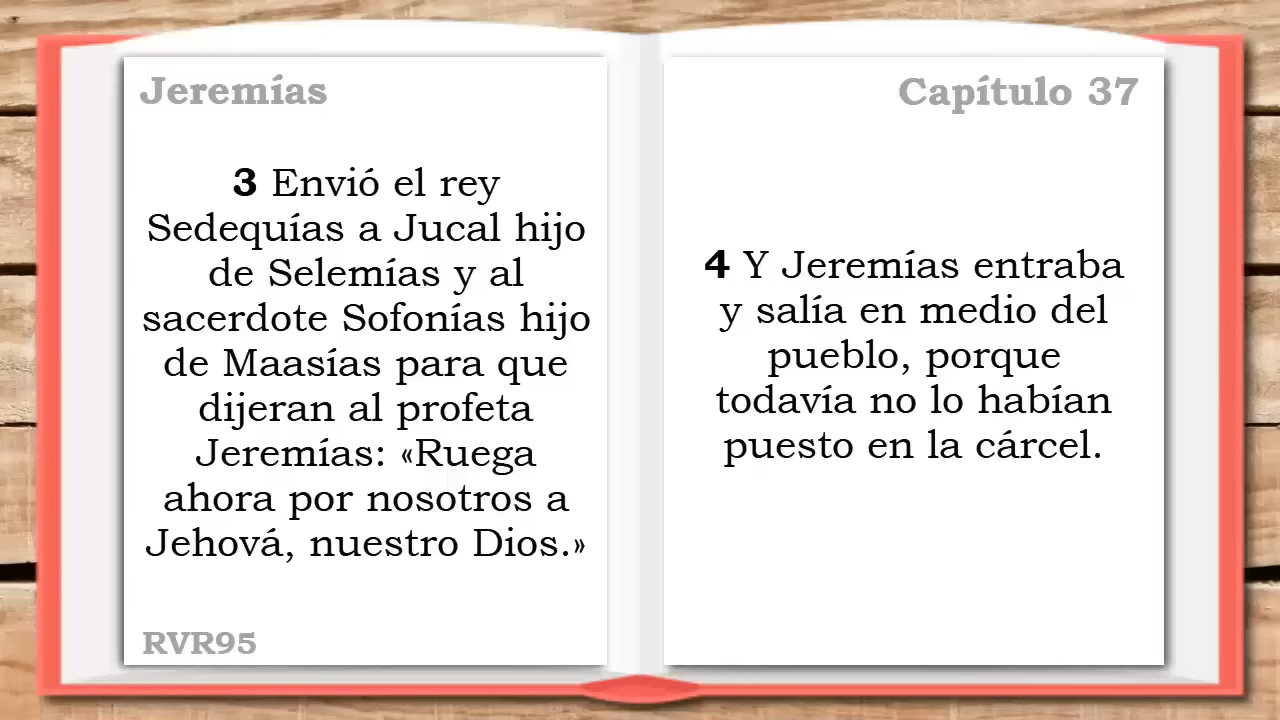 Jeremías
3 Envió el rey
Sedequías a Jucal hijo
de Selemías y al
sacerdote Sofonías hijo
de Maasías para que
dijeran al profeta
Jeremías: «Ruega
ahora por nosotros a
Jehová, nuestro Dios.»
RVR95
Capítulo 37
4 Y Jeremías entraba
y salía en medio del
pueblo, porque
todavía no lo habían
puesto en la cárcel.